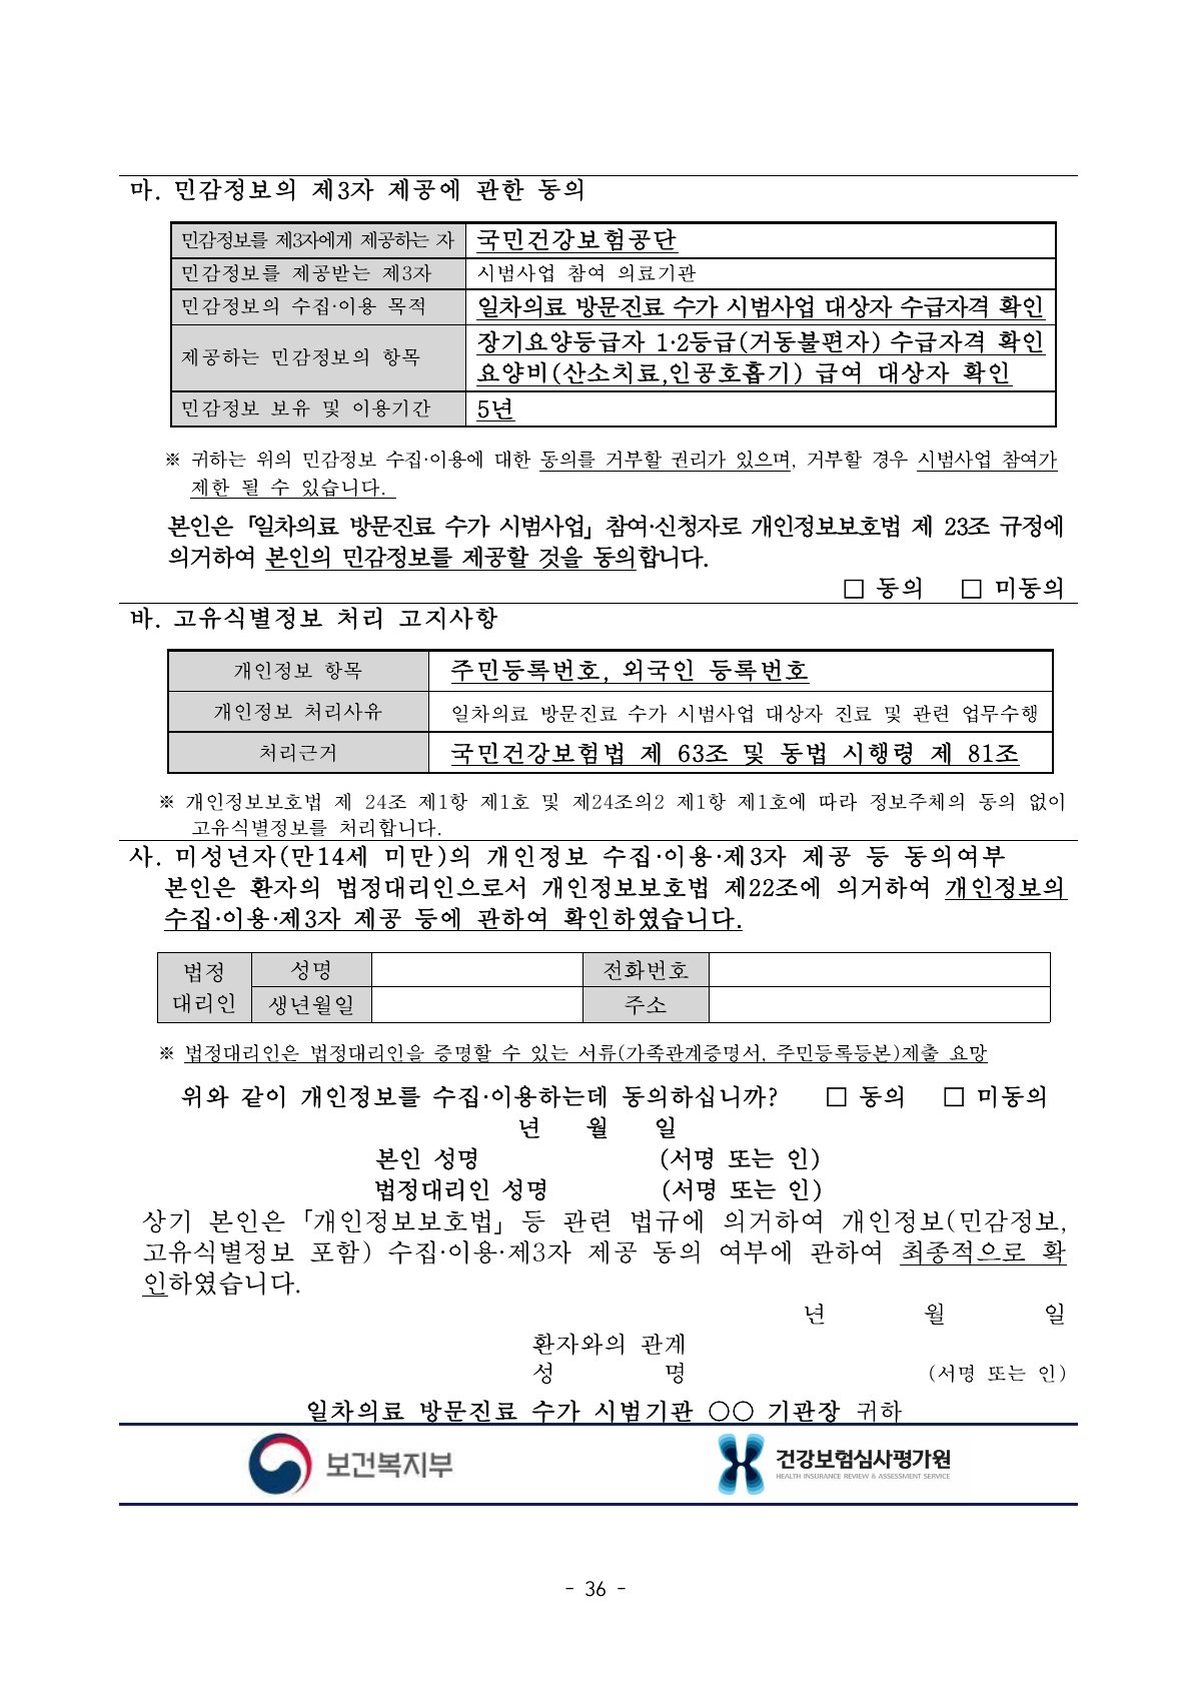 마. 민감정보의 제3자 제공에 관한 동의
민감정보를 제3자에게 제공하는 자 국민건강보험공단
민감정보를 제공받는 제3자 시범사업 참여 의료기관
민감정보의 수집·이용 목적 일차의료 방문진료 수가 시범사업 대상자 수급자격 확인
제공하는 민감정보의 항목 장기요양등급자 1·2등급(거동불편자) 수급자격 확인
요양비(산소치료,인공호흡기) 급여 대상자 확인
민감정보 보유 및 이용기간 5년
※ 귀하는 위의 민감정보 수집·이용에 대한 동의를 거부할 권리가 있으며, 거부할 경우 시범사업 참여가
제한 될 수 있습니다.
본인은 「일차의료 방문진료 수가 시범사업」 참여·신청자로 개인정보보호법 제 23조 규정에
의거하여 본인의 민감정보를 제공할 것을 동의합니다.
□ 동의 □ 미동의
바. 고유식별정보 처리 고지사항
개인정보 항목 주민등록번호, 외국인 등록번호
개인정보 처리사유 일차의료 방문진료 수가 시범사업 대상자 진료 및 관련 업무수행
처리근거 국민건강보험법 제 63조 및 동법 시행령 제 81조
※ 개인정보보호법 제 24조 제1항 제1호 및 제24조의2 제1항 제1호에 따라 정보주체의 동의 없이
고유식별정보를 처리합니다.
사. 미성년자(만14세 미만)의 개인정보 수집·이용·제3자 제공 등 동의여부
본인은 환자의 법정대리인으로서 개인정보보호법 제22조에 의거하여 개인정보의
수집·이용·제3자 제공 등에 관하여 확인하였습니다.
법정 성명 전화번호
대리인 생년월일 주소
※ 법정대리인은 법정대리인을 증명할 수 있는 서류(가족관계증명서, 주민등록등본)제출 요망
위와 같이 개인정보를 수집·이용하는데 동의하십니까? □ 동의 □ 미동의
년 월 일
본인 성명 (서명 또는 인)
법정대리인 성명 (서명 또는 인)
상기 본인은「개인정보보호법」등 관련 법규에 의거하여 개인정보(민감정보,
고유식별정보 포함) 수집·이용·제3자 제공 동의 여부에 관하여 최종적으로 확
인하였습니다.
년 월 일
환자와의 관계
성 명 (서명 또는 인)
일차의료 방문진료 수가 시범기관 ○○ 기관장 귀하
보건복지부 건강보험심사평가원
HEALTH INSURANCE REVIEW & ASSESSMENT SERVICE
- 36 -